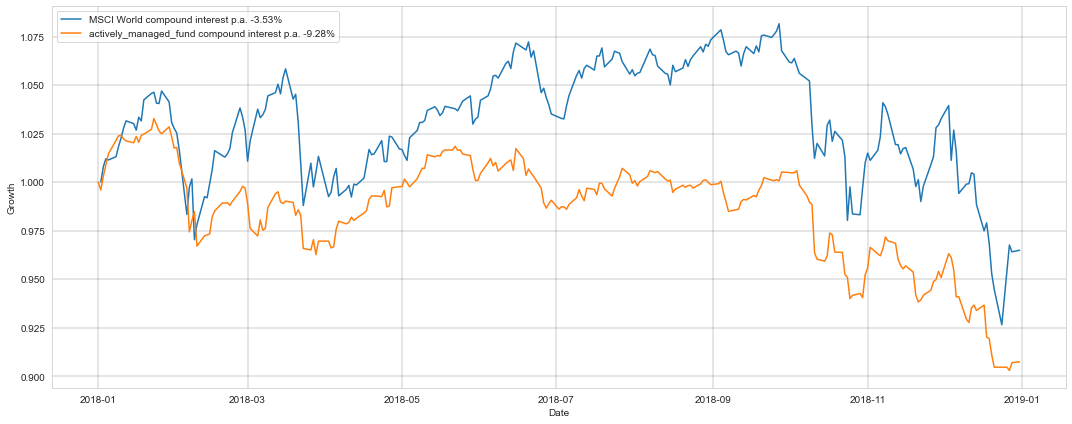 MSCI World compound interest p.a. -3.53%
actively_managed_fund compound interest p.a. -9.28%
1.075
1.050
1.025
1.000
0.975
0.950
0.925
0.900
Growth
2018-01 2018-03 2018-05 2018-07 2018-09 2018-11 2019-01
Date